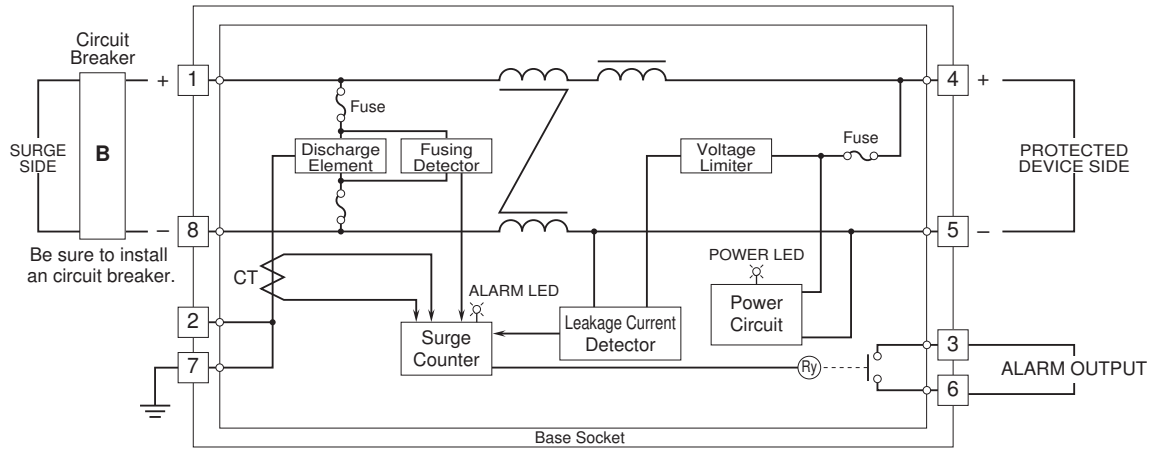 Circuit
Breaker
+
1
4
+
Fuse
Fuse
SURGE
SIDE
B
Discharge
Element
Fusing
Detector
Voltage
Limiter
PROTECTED
DEVICE SIDE
–
8
5
–
Be sure to install
an circuit breaker.
CT
ALARM LED
POWER LED
2
Surge
Counter
Leakage Current
Detector
Power
Circuit
7
Ry
3
6
ALARM OUTPUT
Base Socket